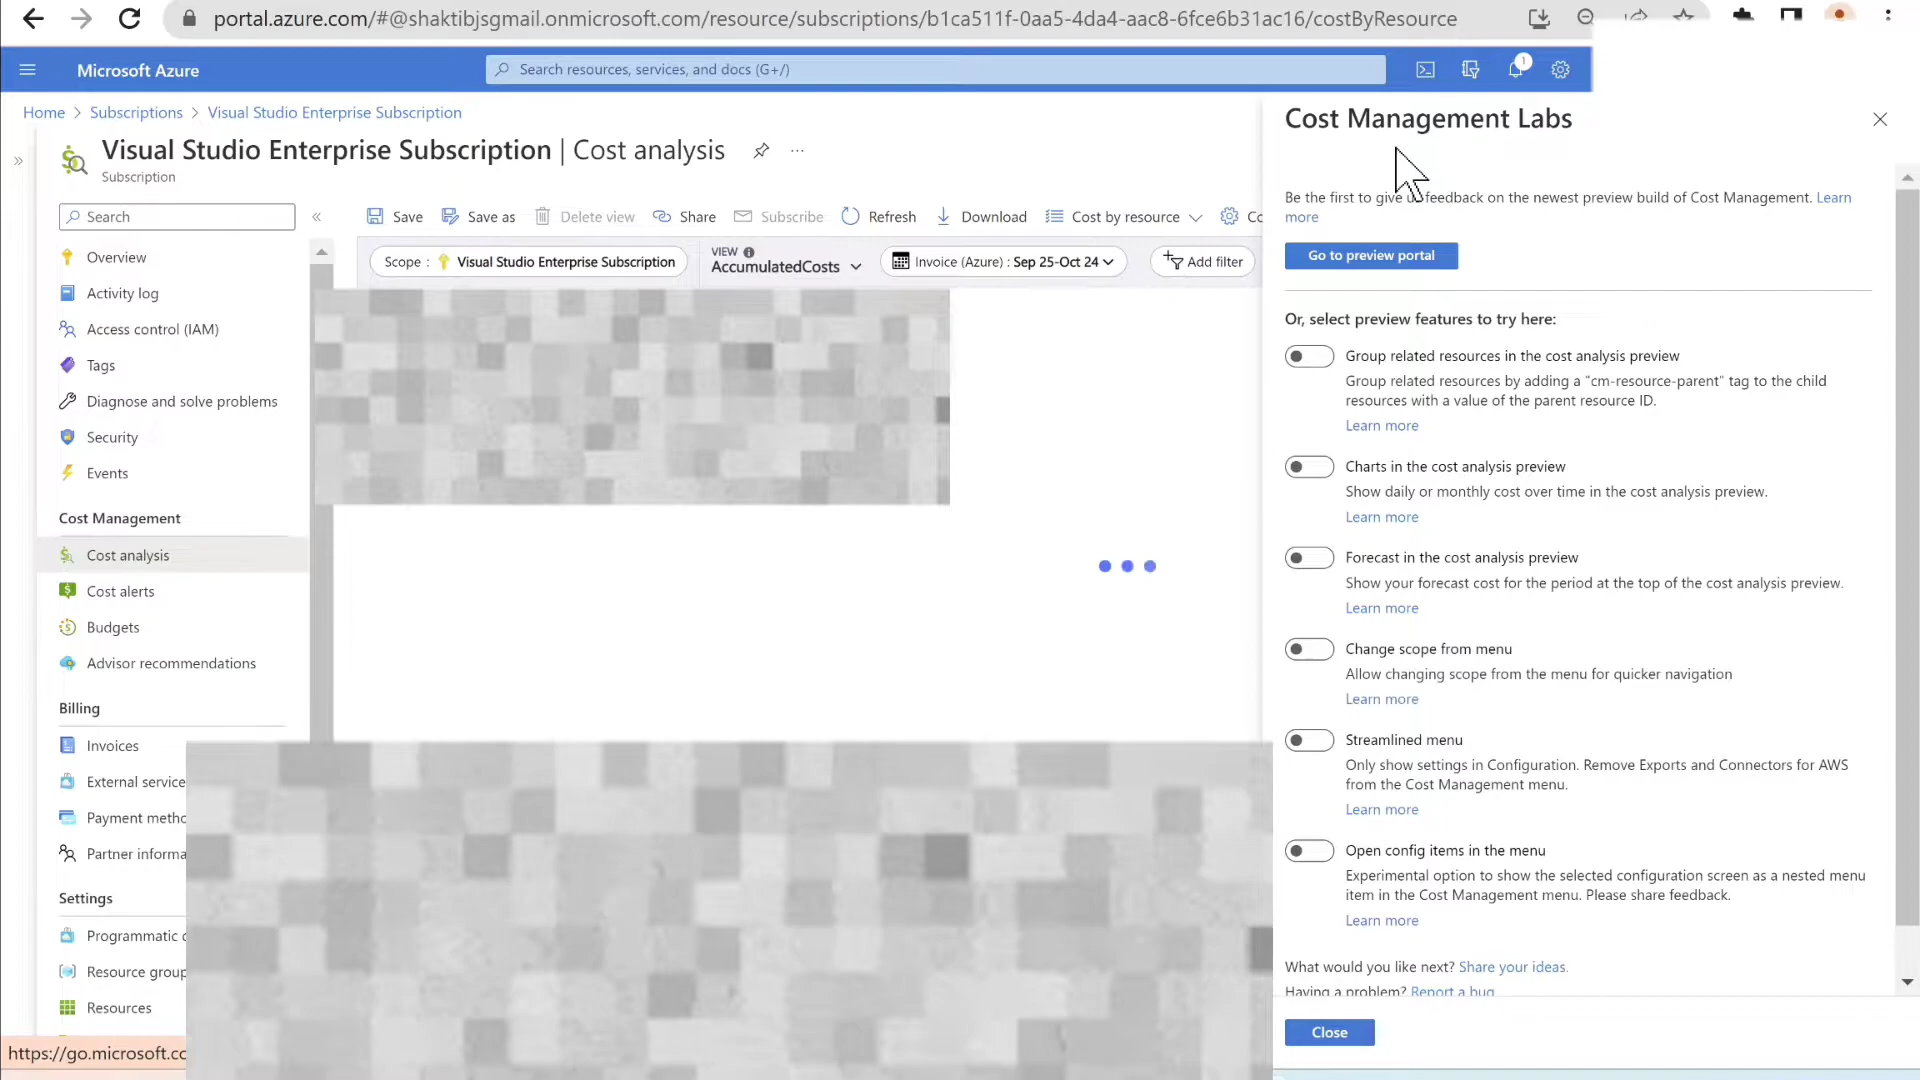 portal.azure.com/#@shaktibjsgmail.onmicrosoft.com/resource/subscriptions/b1ca511f-0aa5-4da4-aac8-6fce6b31ac16/costByResource
Microsoft Azure
Search resources, services, and docs (G+/)
1
Home > Subscriptions > Visual Studio Enterprise Subscription
Visual Studio Enterprise Subscription | Cost analysis
Subscription
Search
Save
Save as
Delete view
Share
Subscribe
Refresh
Download
Cost by resource
Co
Scope : Visual Studio Enterprise Subscription
VIEW
AccumulatedCosts
Invoice (Azure) : Sep 25-Oct 24
Add filter
Overview
Activity log
Access control (IAM)
Tags
Diagnose and solve problems
Security
Events
Cost Management
Cost analysis
Cost alerts
Budgets
Advisor recommendations
Billing
Invoices
External service
Payment metho
Partner informa
Settings
Programmatic
Resource group
Resources
https://go.microsoft.co
Cost Management Labs
Be the first to give us feedback on the newest preview build of Cost Management. Learn
more
Go to preview portal
Or, select preview features to try here:
Group related resources in the cost analysis preview
Group related resources by adding a "cm-resource-parent" tag to the child
resources with a value of the parent resource ID.
Learn more
Charts in the cost analysis preview
Show daily or monthly cost over time in the cost analysis preview.
Learn more
Forecast in the cost analysis preview
Show your forecast cost for the period at the top of the cost analysis preview.
Learn more
Change scope from menu
Allow changing scope from the menu for quicker navigation
Learn more
Streamlined menu
Only show settings in Configuration. Remove Exports and Connectors for AWS
from the Cost Management menu.
Learn more
Open config items in the menu
Experimental option to show the selected configuration screen as a nested menu
item in the Cost Management menu. Please share feedback.
Learn more
What would you like next? Share your ideas.
Having a problem? Report a bug
Close